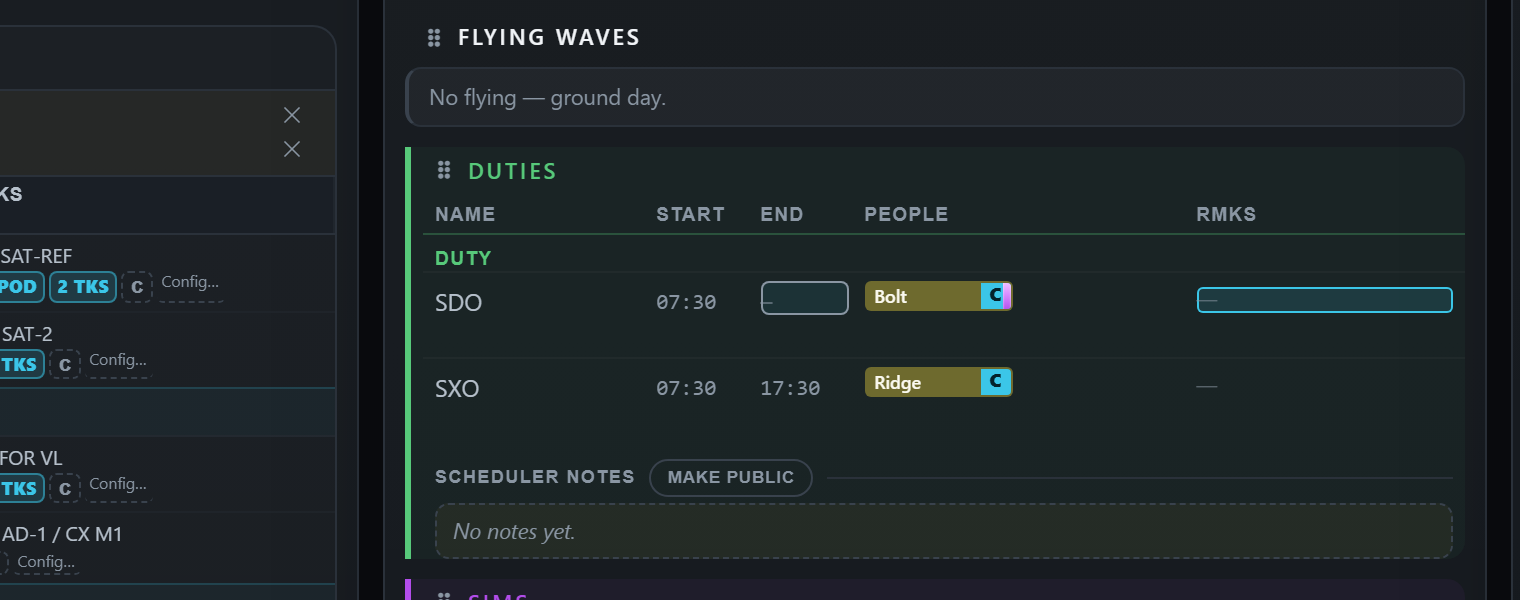 KS
SAT-REF
POD 2 TKS C Config...
SAT-2
TKS C Config...
FOR VL
TKS C Config...
AD-1 / CX M1
Config...
FLYING WAVES
No flying — ground day.
DUTIES
NAME START END PEOPLE RMKS
DUTY
SDO 07:30 — Bolt C —
SXO 07:30 17:30 Ridge C —
SCHEDULER NOTES MAKE PUBLIC
No notes yet.
SIMS